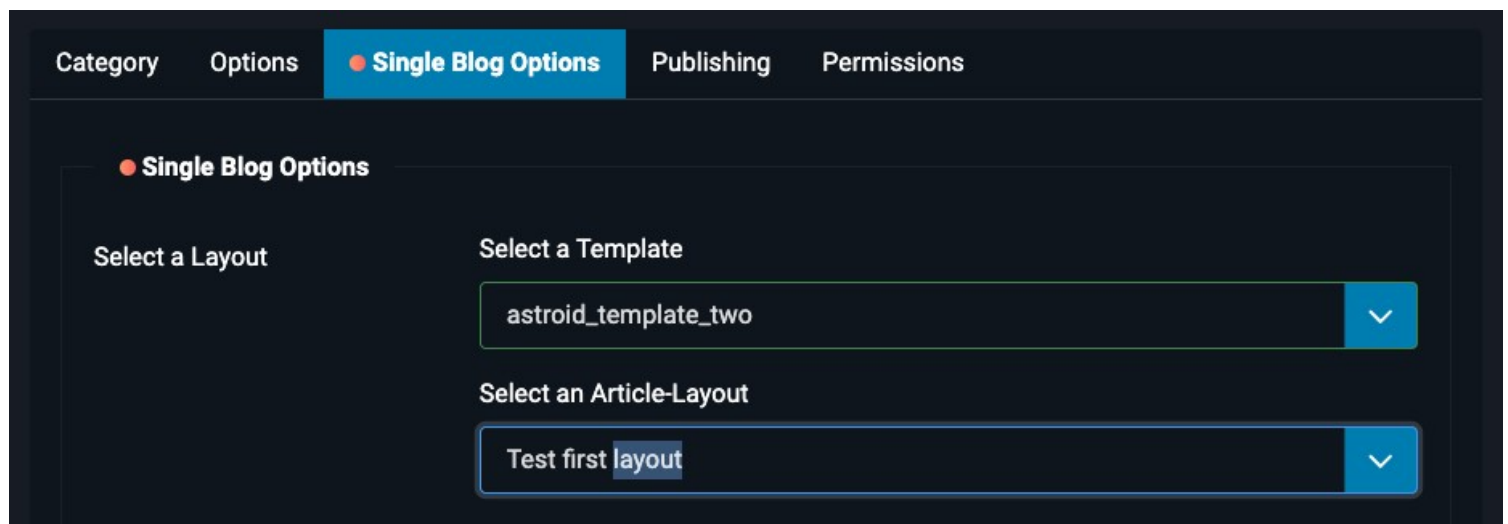 Category Options Single Blog Options Publishing Permissions
Single Blog Options
Select a Layout
Select a Template
astroid_template_two
Select an Article-Layout
Test first layout